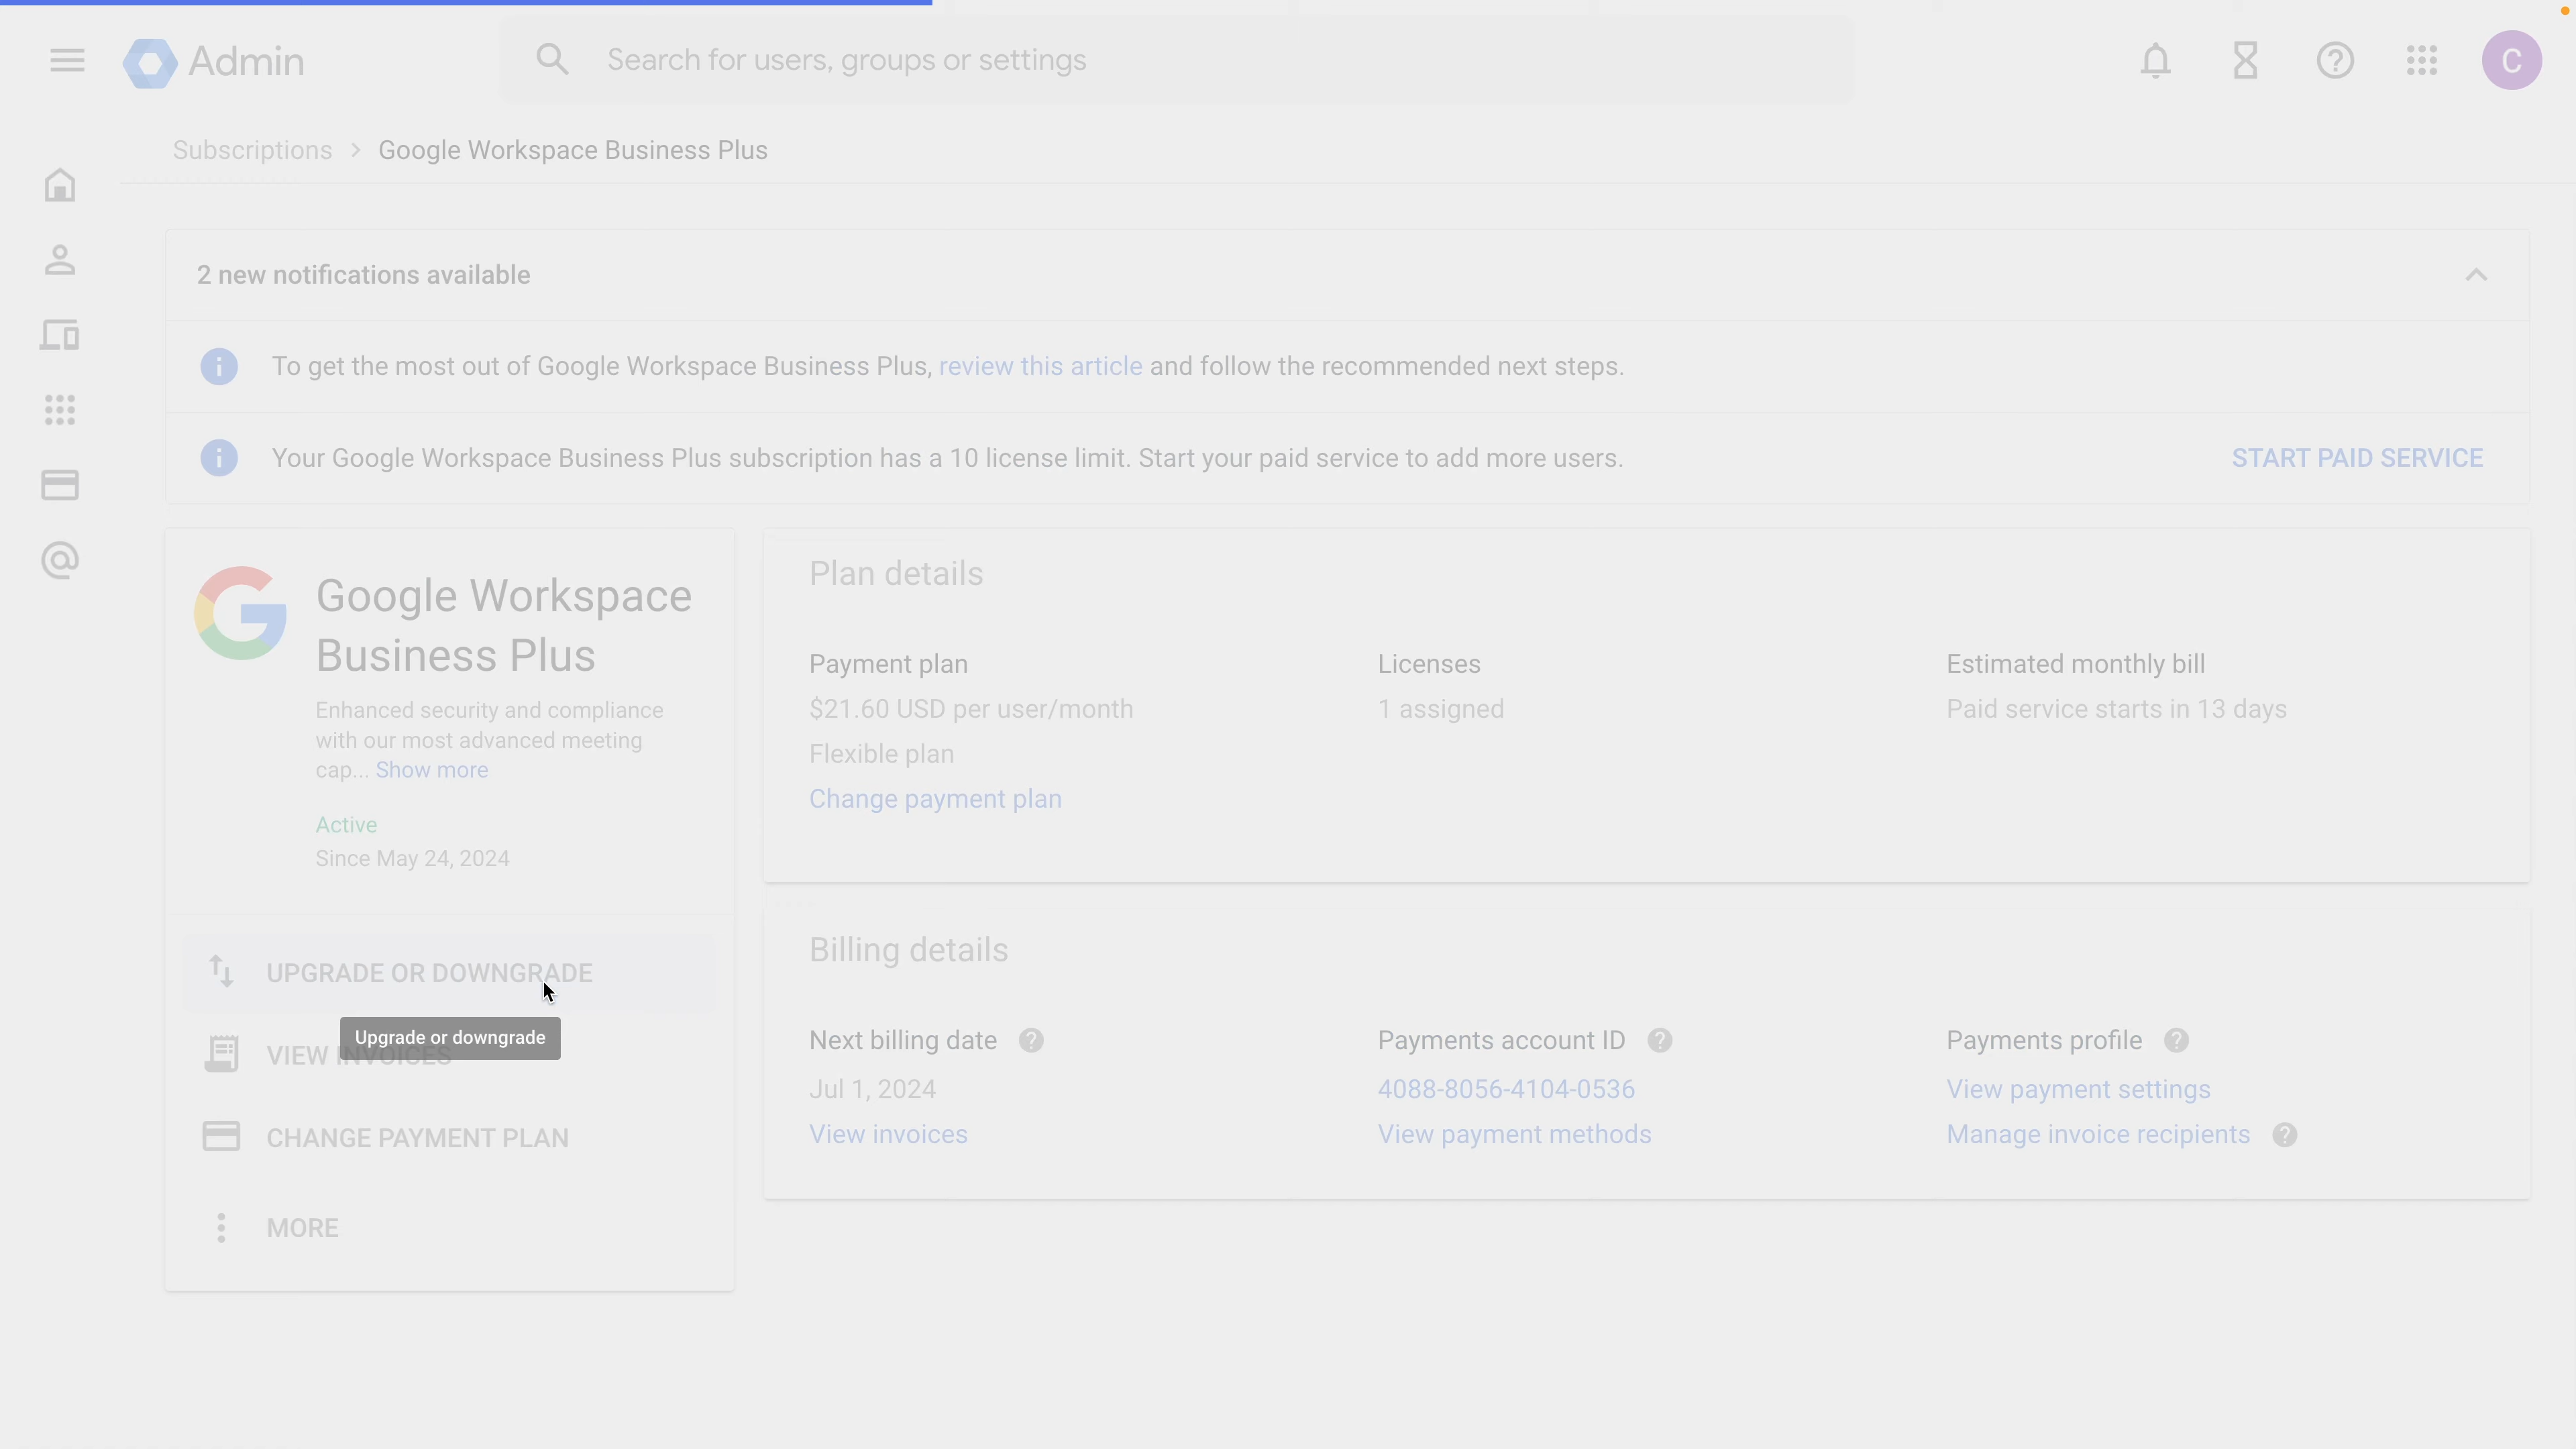 Admin
Search for users, groups or settings
C
Subscriptions > Google Workspace Business Plus
2 new notifications available
To get the most out of Google Workspace Business Plus, review this article and follow the recommended next steps.
Your Google Workspace Business Plus subscription has a 10 license limit. Start your paid service to add more users.
START PAID SERVICE
Google Workspace
Business Plus
Enhanced security and compliance
with our most advanced meeting
cap... Show more
Active
Since May 24, 2024
UPGRADE OR DOWNGRADE
Upgrade or downgrade
VIEW INVOICES
CHANGE PAYMENT PLAN
MORE
Plan details
Payment plan
$21.60 USD per user/month
Flexible plan
Change payment plan
Licenses
1 assigned
Estimated monthly bill
Paid service starts in 13 days
Billing details
Next billing date
Jul 1, 2024
View invoices
Payments account ID
4088-8056-4104-0536
View payment methods
Payments profile
View payment settings
Manage invoice recipients